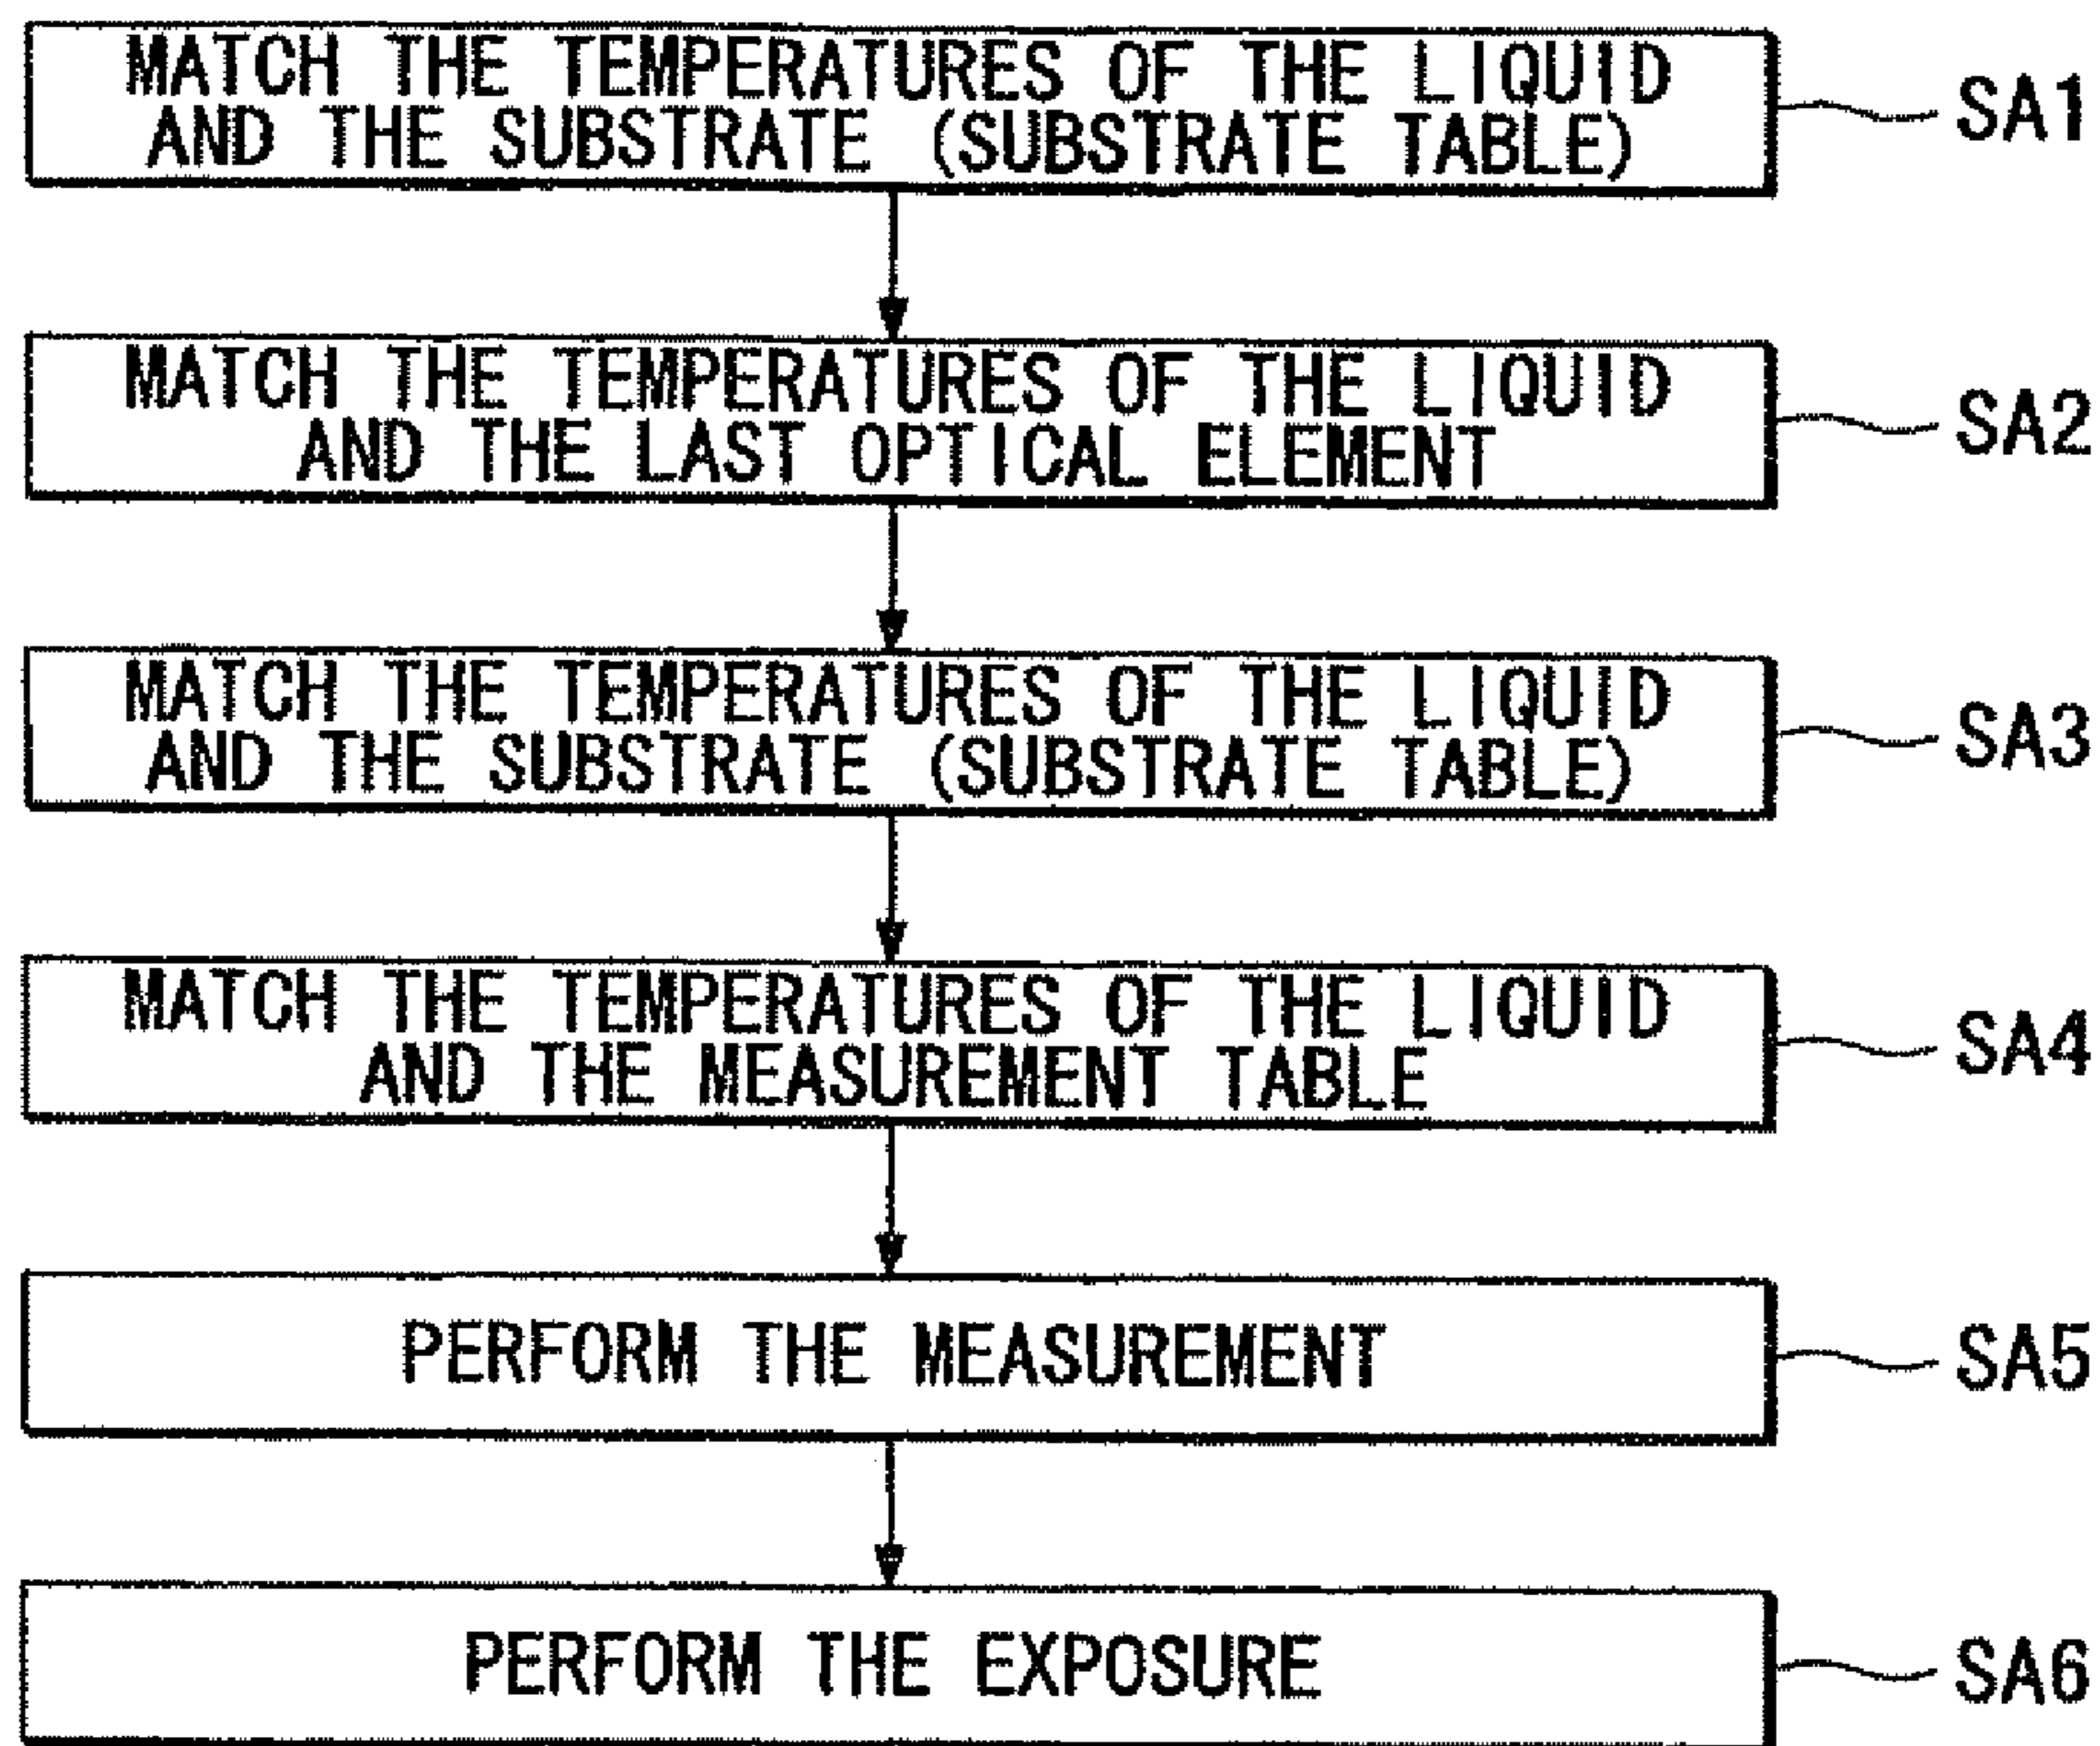 MATCH THE TEMPERATURES OF THE LIQUID
AND THE SUBSTRATE (SUBSTRATE TABLE)
SA1
MATCH THE TEMPERATURES OF THE LIQUID
AND THE LAST OPTICAL ELEMENT
SA2
MATCH THE TEMPERATURES OF THE LIQUID
AND THE SUBSTRATE (SUBSTRATE TABLE)
SA3
MATCH THE TEMPERATURES OF THE LIQUID
AND THE MEASUREMENT TABLE
SA4
PERFORM THE MEASUREMENT
SA5
PERFORM THE EXPOSURE
SA6